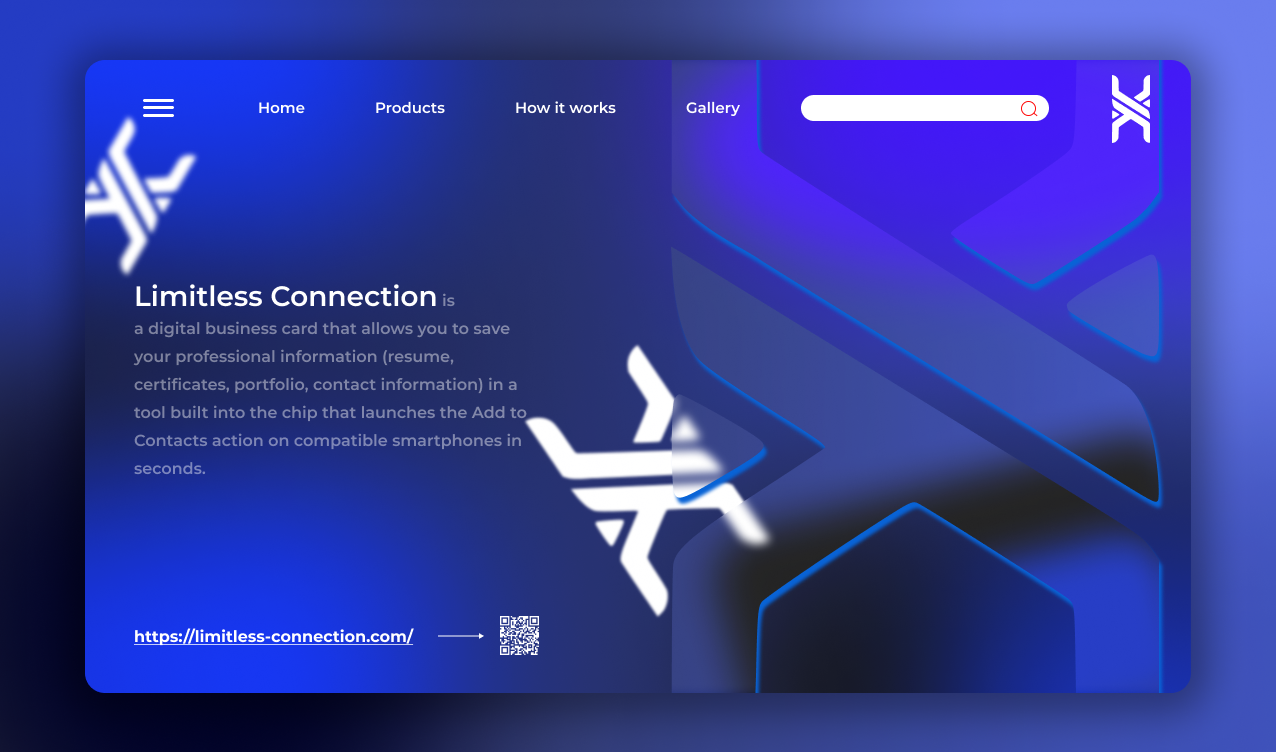 Home Products How it works Gallery
Limitless Connection is
a digital business card that allows you to save
your professional information (resume,
certificates, portfolio, contact information) in a
tool built into the chip that launches the Add to
Contacts action on compatible smartphones in
seconds.
https://limitless-connection.com/